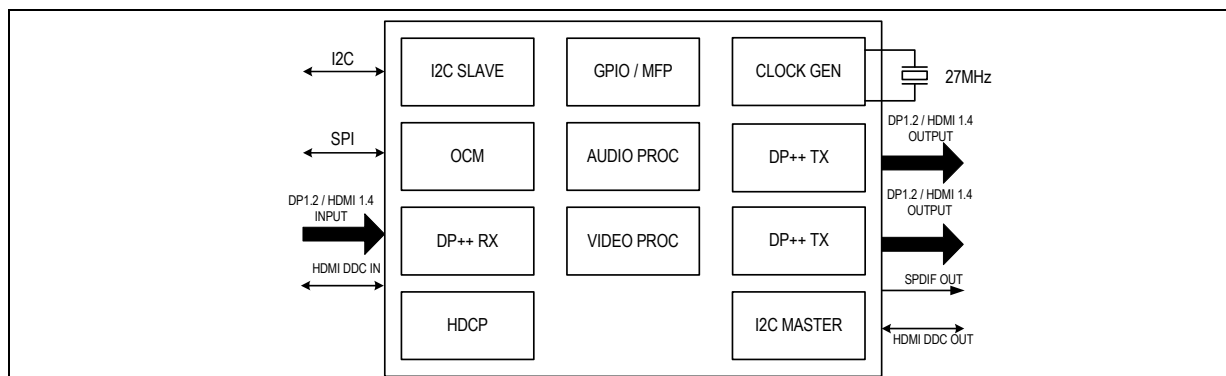 I2C
I2C SLAVE
GPIO / MFP
CLOCK GEN
27MHz
SPI
OCM
AUDIO PROC
DP++ TX
DP1.2 / HDMI 1.4
OUTPUT
DP1.2 / HDMI 1.4
INPUT
DP++ RX
VIDEO PROC
DP++ TX
DP1.2 / HDMI 1.4
OUTPUT
HDMI DDC IN
SPDIF OUT
HDCP
I2C MASTER
HDMI DDC OUT